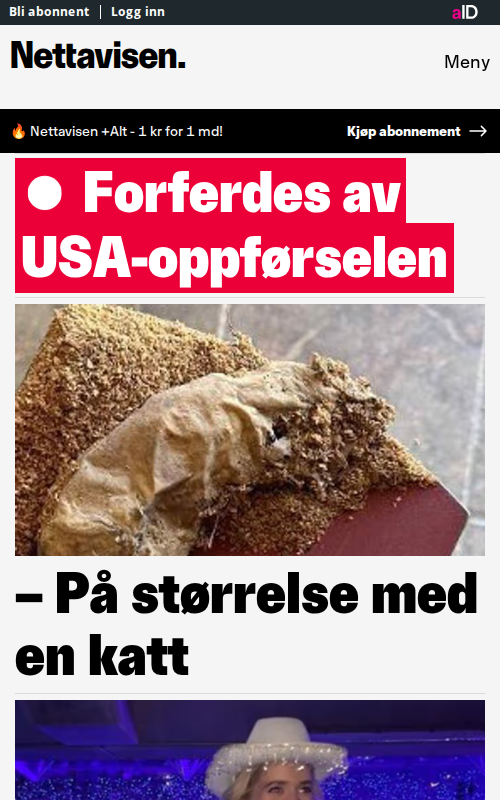 Bli abonnent | Logg inn
aID
Nettavisen.
Meny
🔥 Nettavisen +Alt - 1 kr for 1 md!
Kjøp abonnement →
● Forferdes av
USA-oppførselen
– På størrelse med
en katt